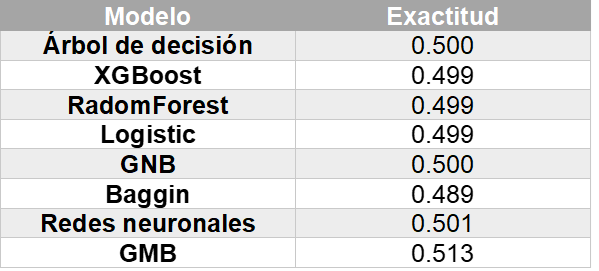 Modelo Exactitud
Árbol de decisión 0.500
XGBoost 0.499
RadomForest 0.499
Logistic 0.499
GNB 0.500
Baggin 0.489
Redes neuronales 0.501
GMB 0.513